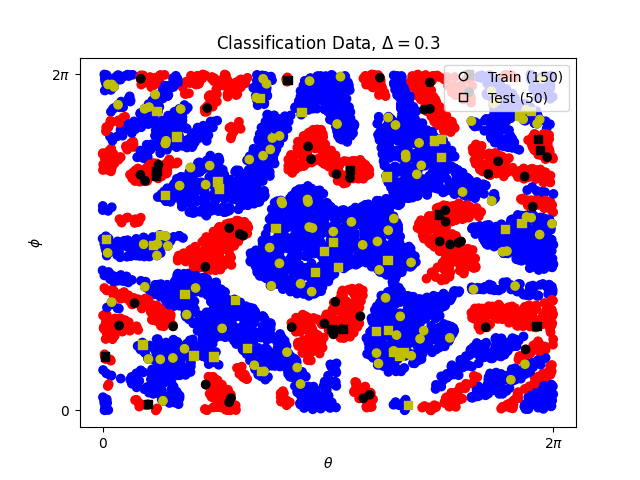 Classification Data, Δ = 0.3
2π
Train (150)
Test (50)
ϕ
0
0
2π
θ